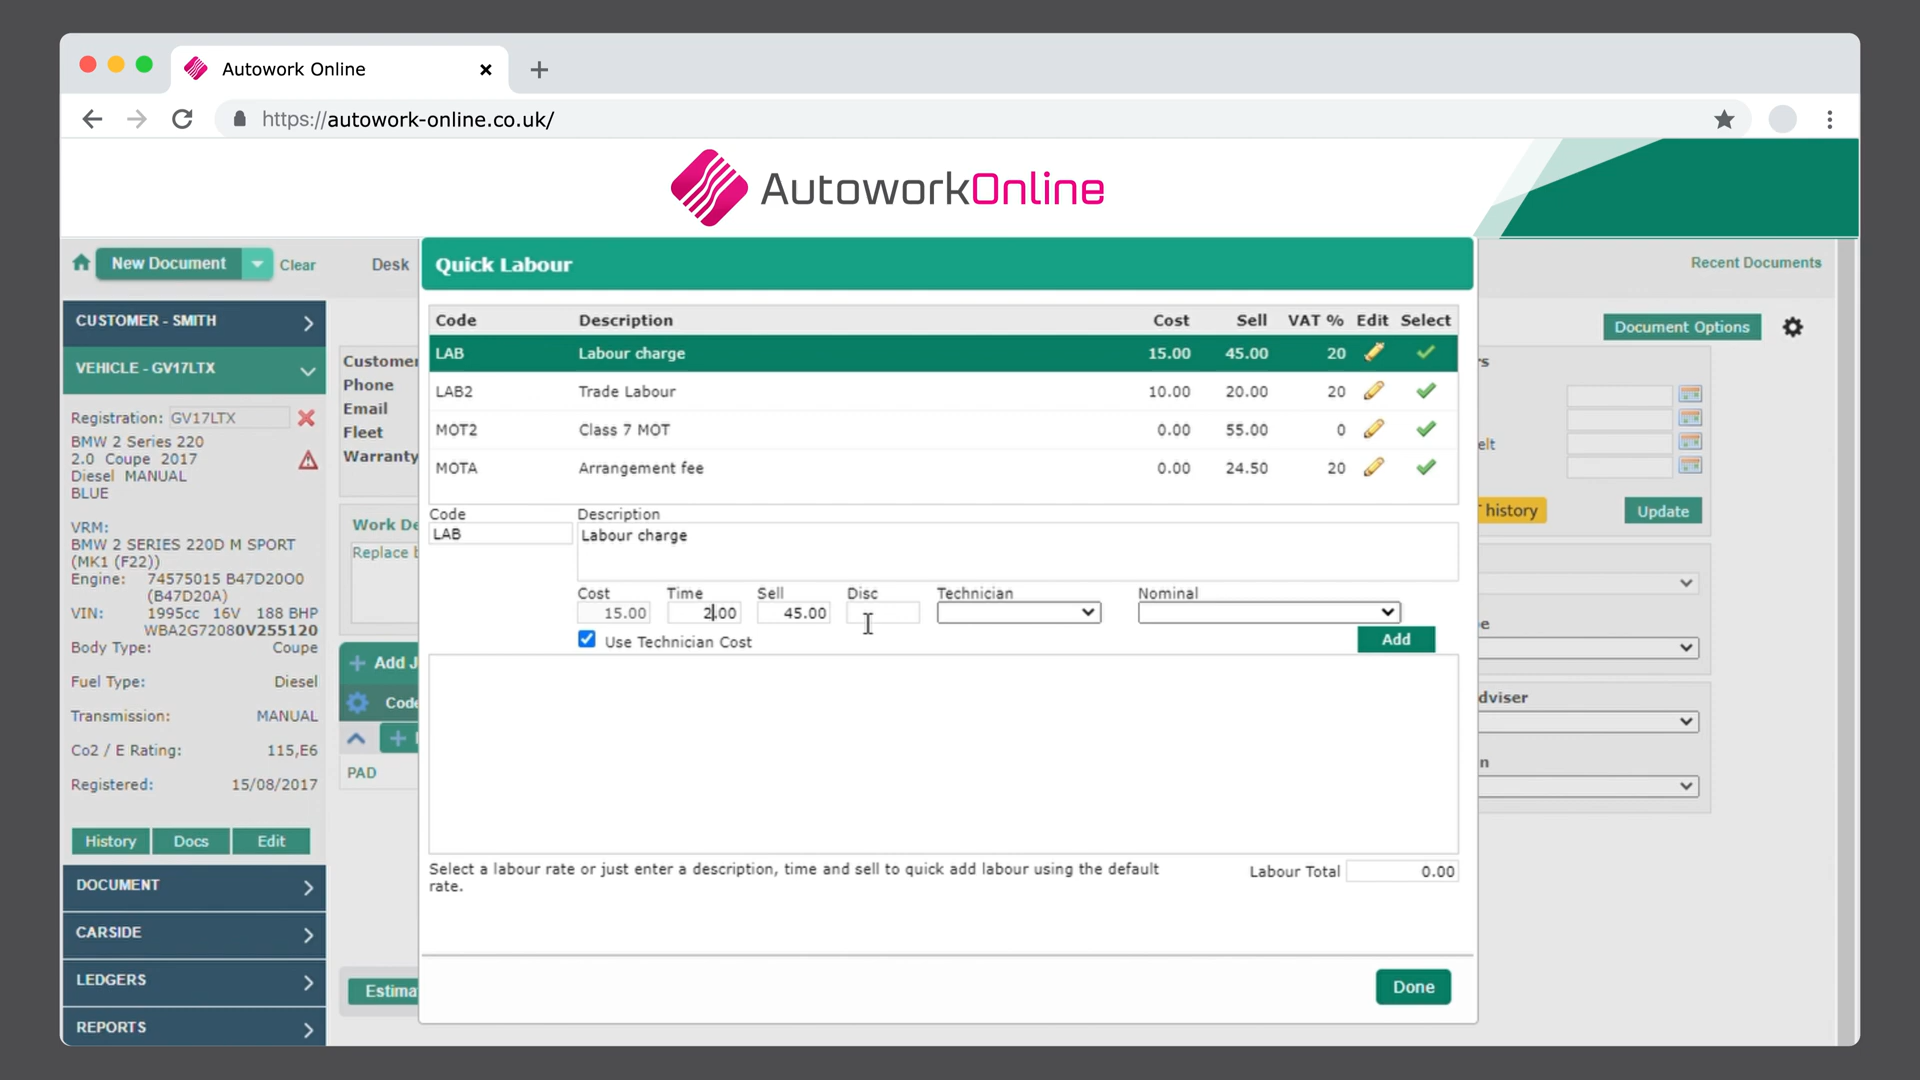 Autowork Online
https://autowork-online.co.uk/
AutoworkOnline
New Document
Clear
Desk
Recent Documents
CUSTOMER - SMITH
VEHICLE - GV17LTX
Registration: GV17LTX
BMW 2 Series 220
2.0 Coupe 2017
Diesel MANUAL
BLUE
VRM:
BMW 2 SERIES 220D M SPORT
(MK1 (F22))
Engine: 74575015 B47D20O0
(B47D20A)
VIN: 1995cc 16V 188 BHP
WBA2G72080V255120
Body Type: Coupe
Fuel Type: Diesel
Transmission: MANUAL
Co2 / E Rating: 115,E6
Registered: 15/08/2017
History Docs Edit
DOCUMENT
CARSIDE
LEDGERS
REPORTS
Customer
Phone
Email
Fleet
Warranty
Work De
Replace b
Add J
Code
PAD
Estima
Quick Labour
Code Description Cost Sell VAT % Edit Select
LAB Labour charge 15.00 45.00 20
LAB2 Trade Labour 10.00 20.00 20
MOT2 Class 7 MOT 0.00 55.00 0
MOTA Arrangement fee 0.00 24.50 20
Code Description
LAB Labour charge
Cost Time Sell Disc Technician Nominal
15.00 2.00 45.00
Use Technician Cost
Add
Select a labour rate or just enter a description, time and sell to quick add labour using the default
rate.
Labour Total 0.00
Done
Document Options
rs
elt
history
Update
e
dviser
n